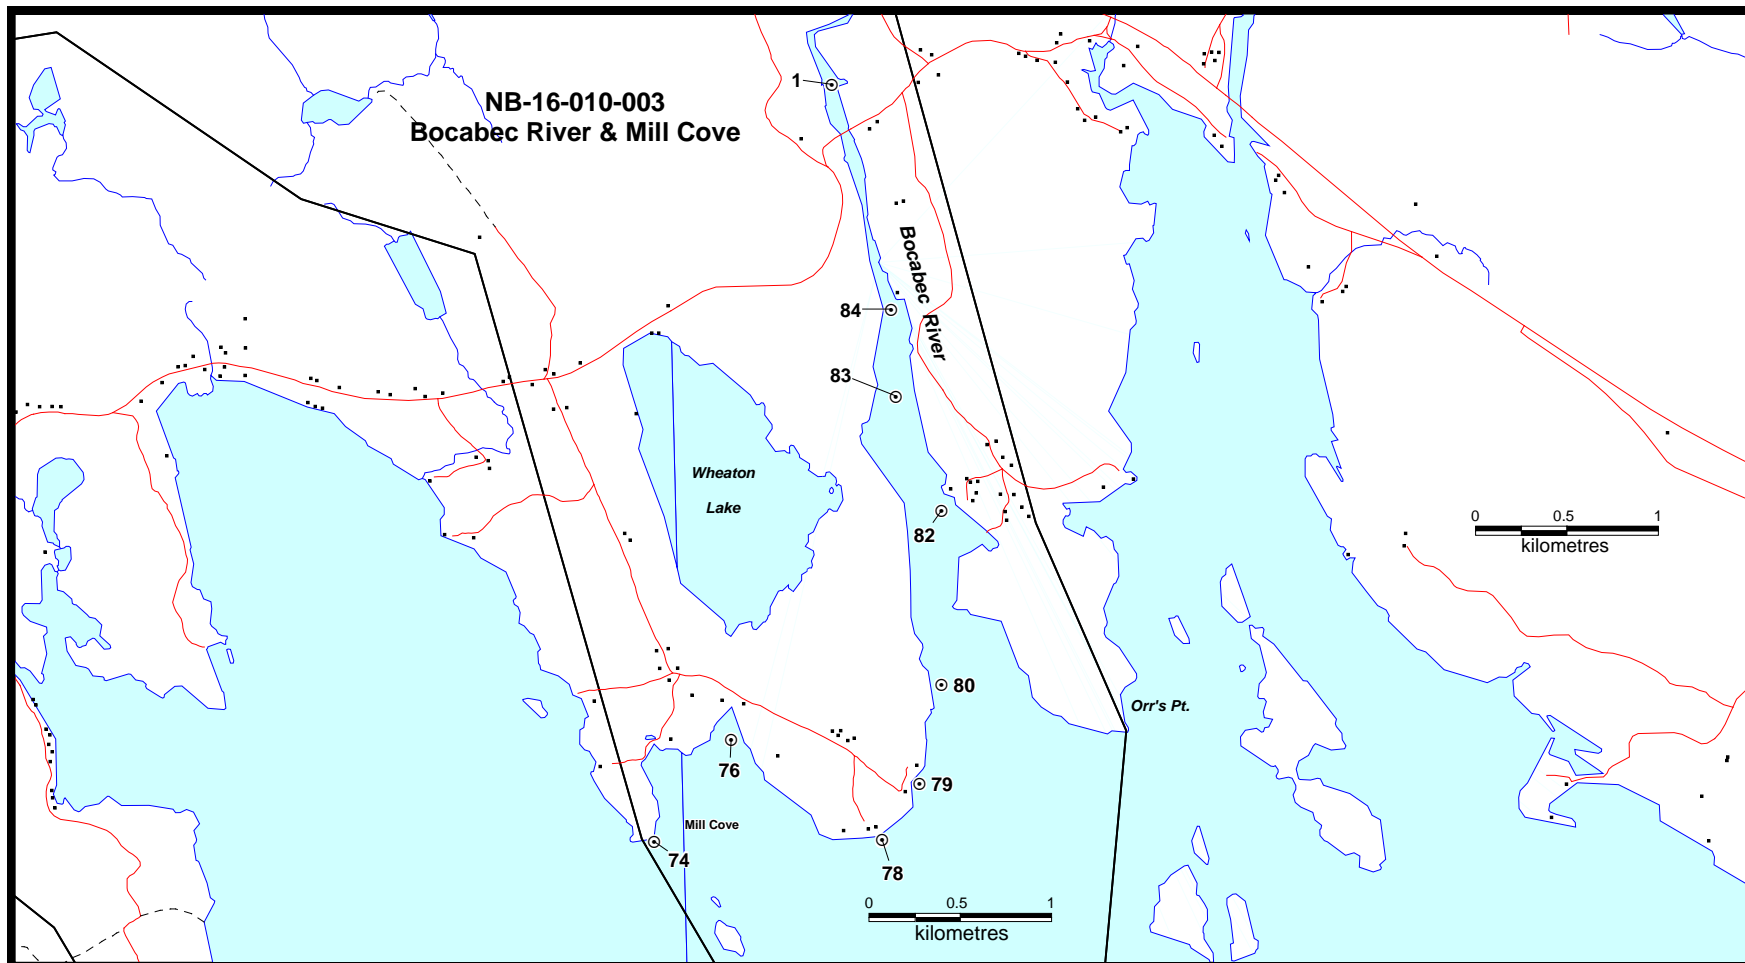 NB-16-010-003
Bocabec River & Mill Cove
1
Bocabec River
84
83
Wheaton
Lake
82
0 0.5 1
kilometres
80
Orr's Pt.
76
79
Mill Cove
74
78
0 0.5 1
kilometres